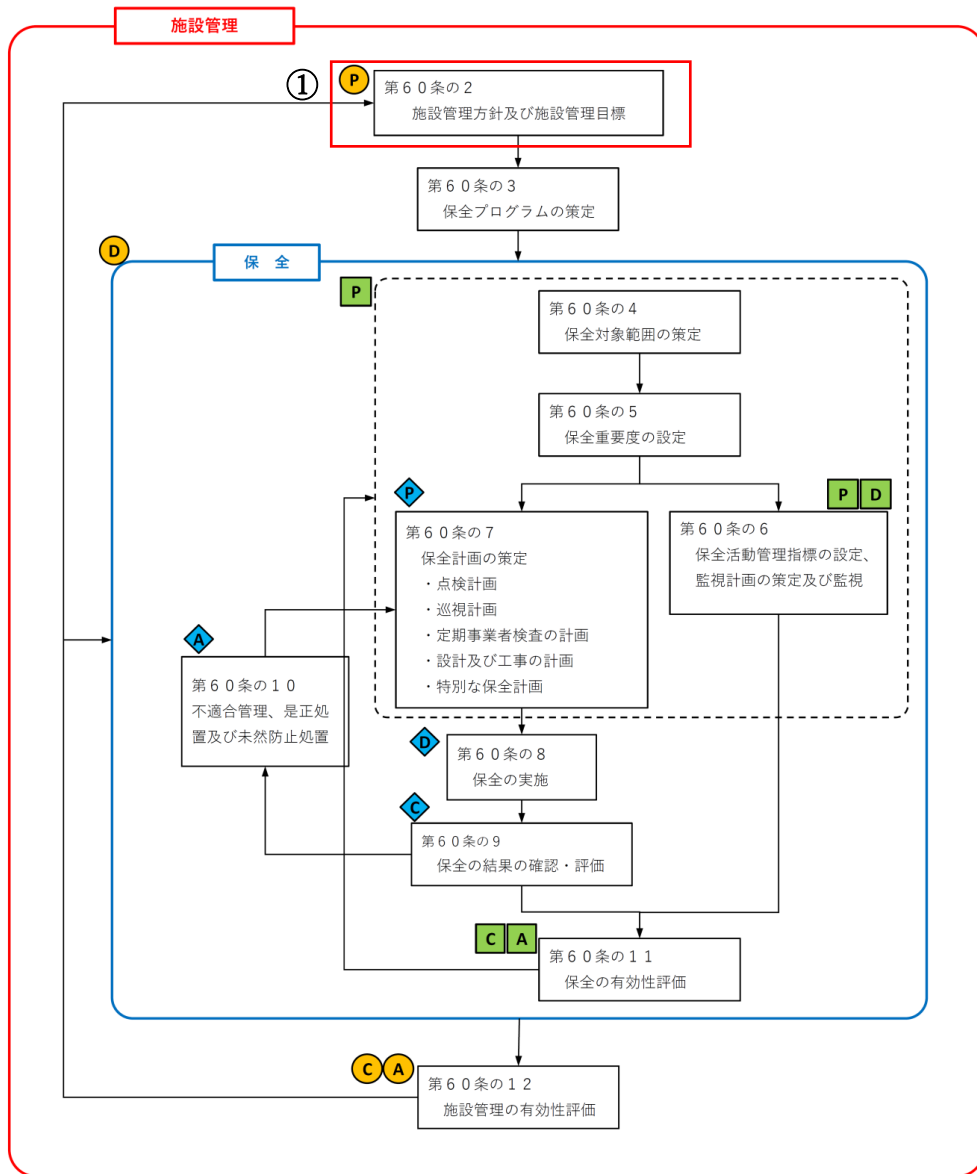 施設管理
①
P
第60条の2
施設管理方針及び施設管理目標
第60条の3
保全プログラムの策定
D
保 全
P
第60条の4
保全対象範囲の策定
第60条の5
保全重要度の設定
P
第60条の7
保全計画の策定
・点検計画
・巡視計画
・定期事業者検査の計画
・設計及び工事の計画
・特別な保全計画
P D
第60条の6
保全活動管理指標の設定、
監視計画の策定及び監視
A
第60条の10
不適合管理、是正処
置及び未然防止処置
D
第60条の8
保全の実施
C
第60条の9
保全の結果の確認・評価
C A
第60条の11
保全の有効性評価
C A
第60条の12
施設管理の有効性評価